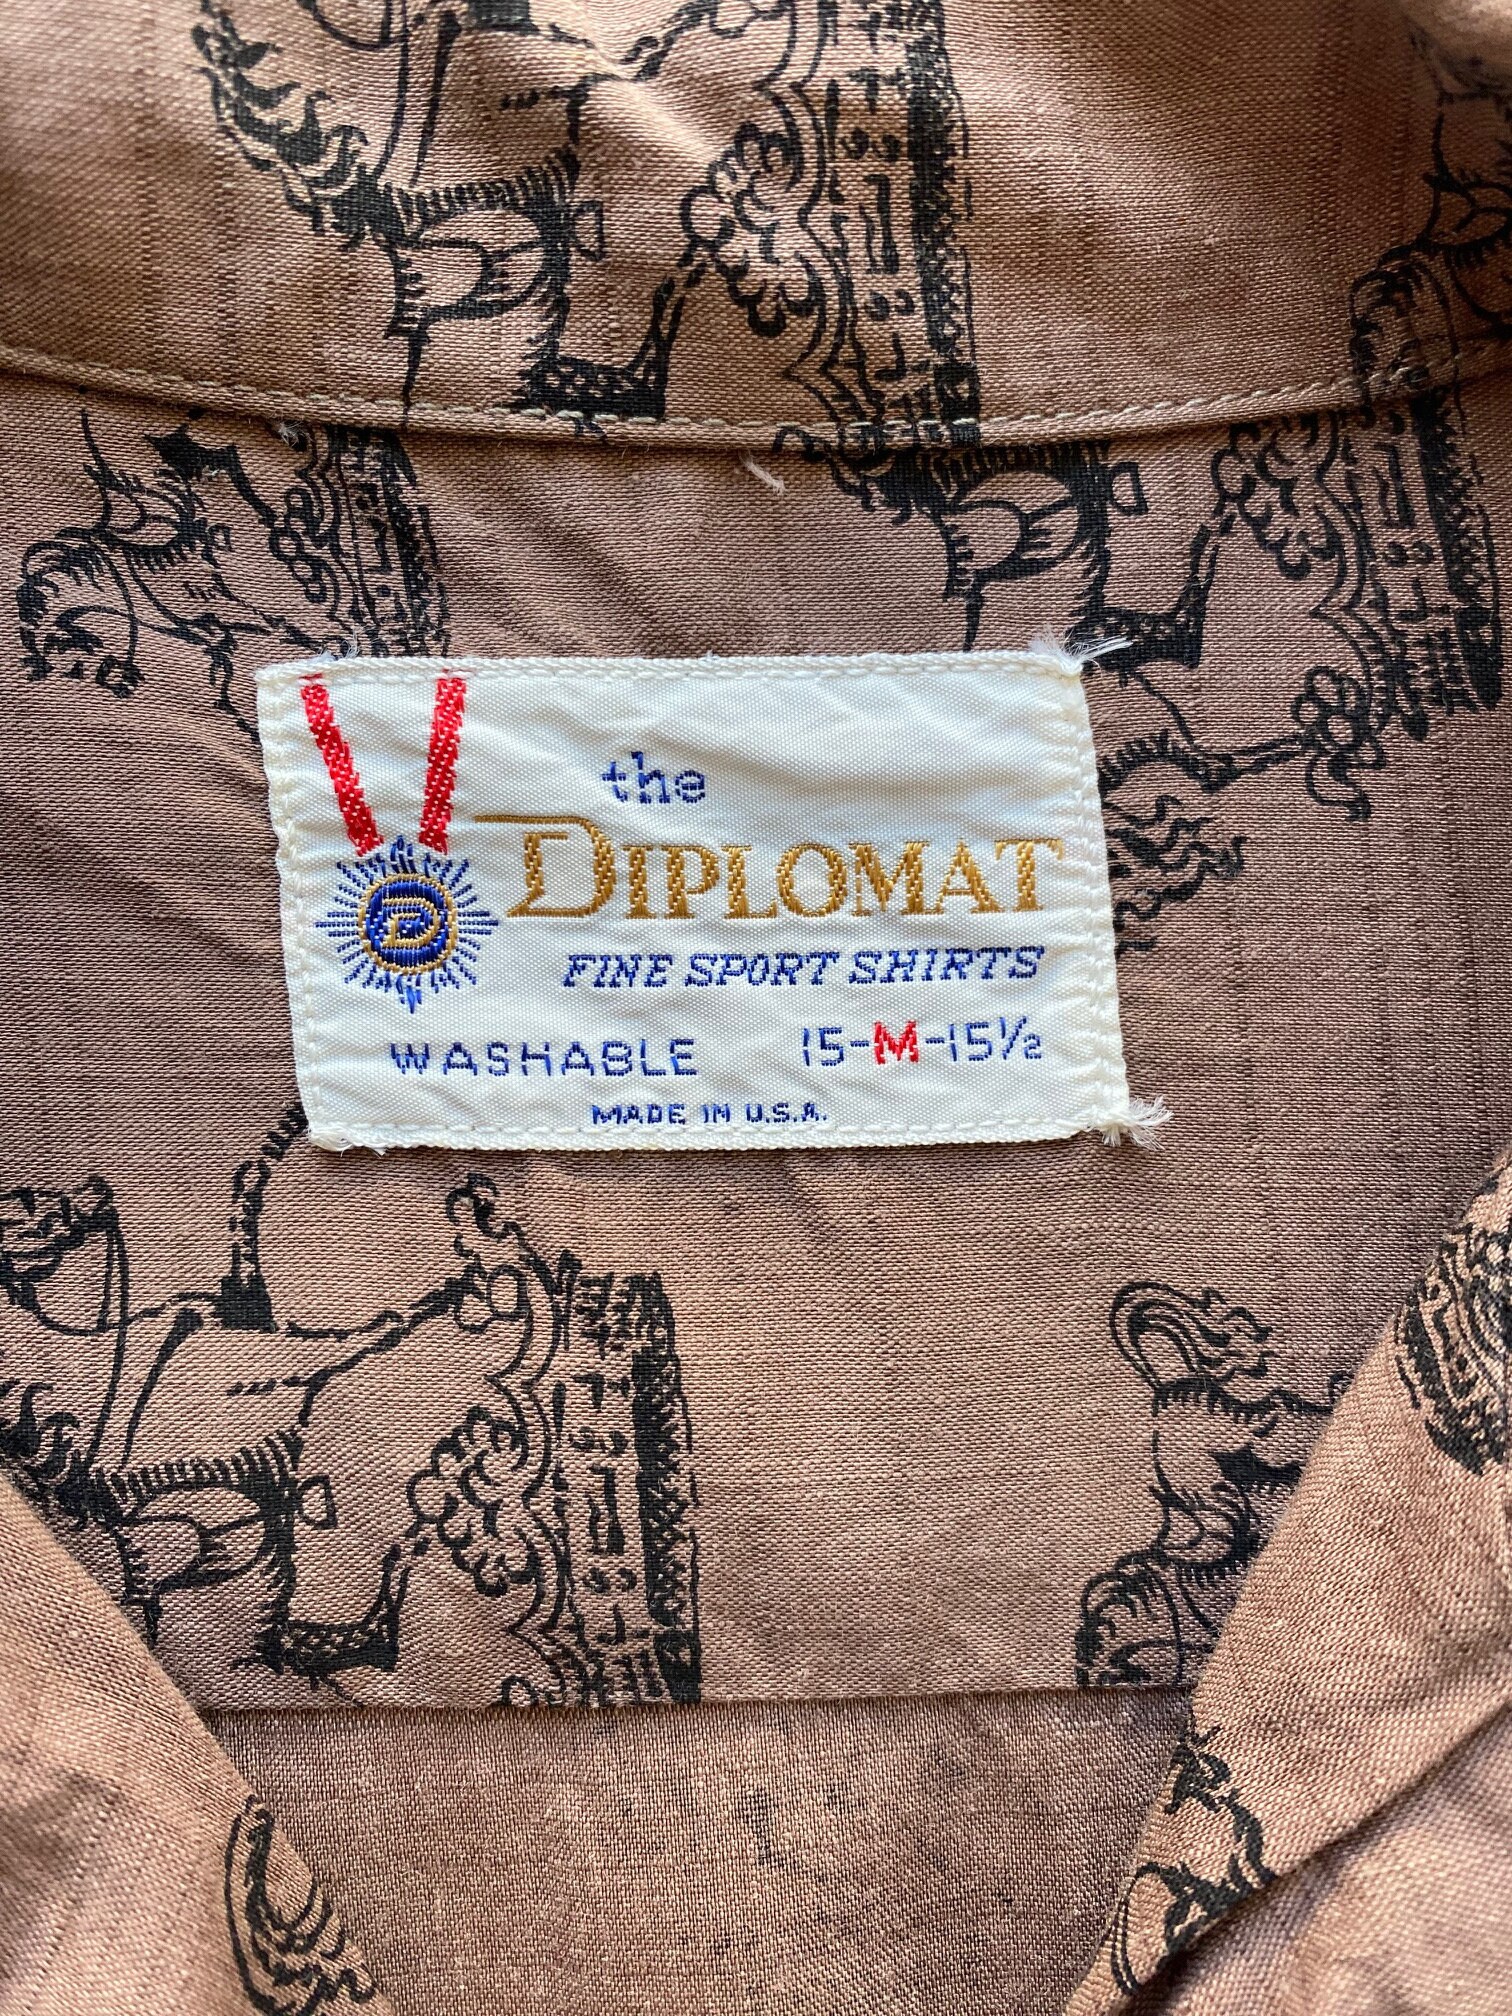 the
DIPLOMAT
D
FINE SPORT SHIRTS
WASHABLE 15-M-15½
MADE IN U.S.A.